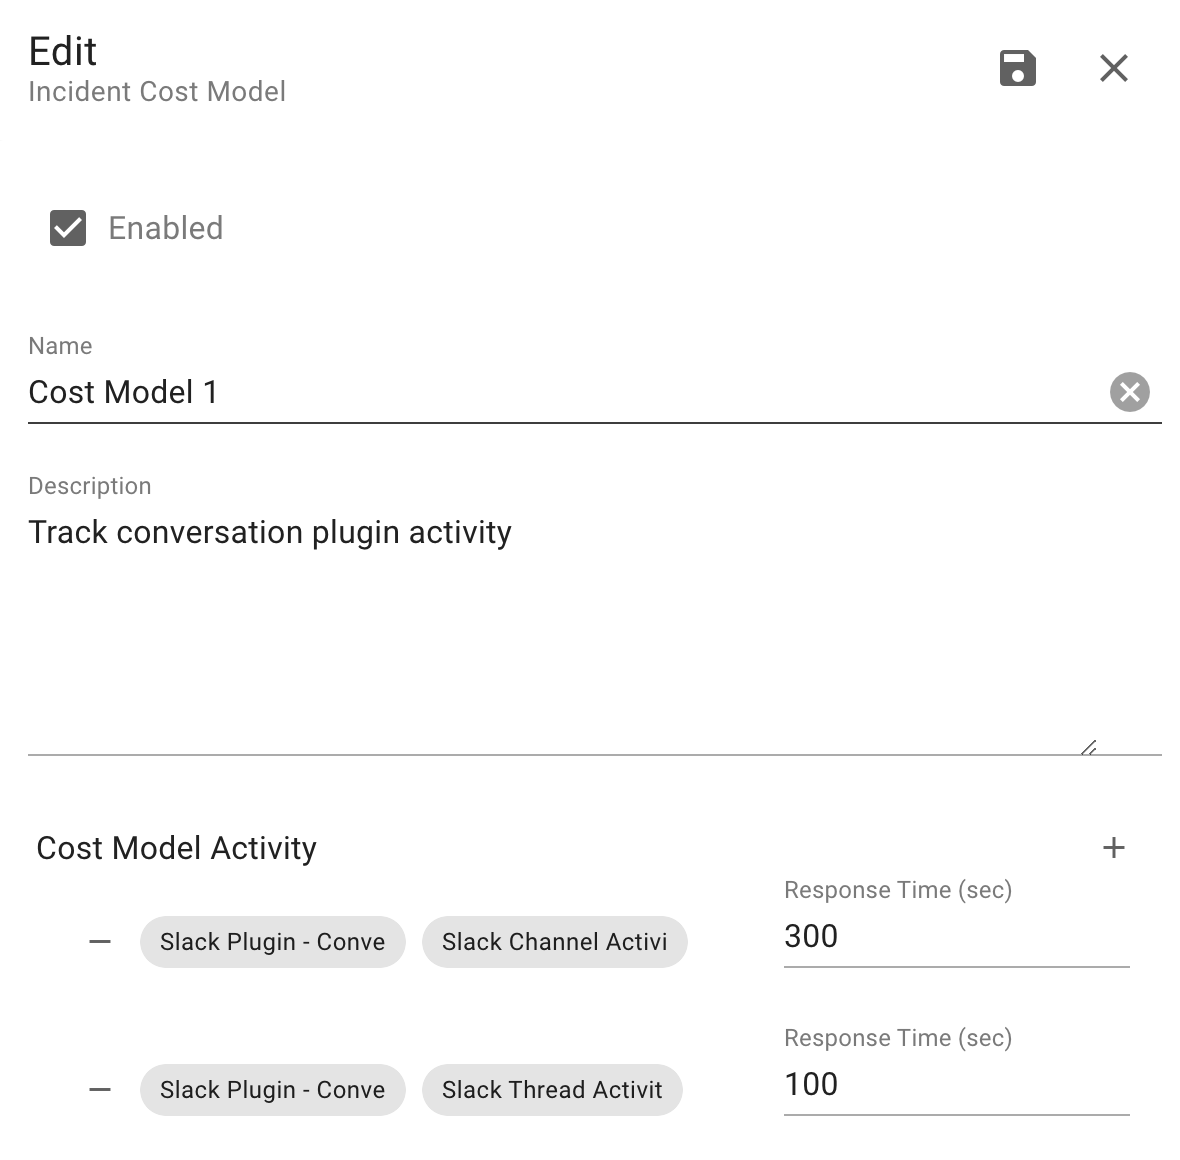 Edit
Incident Cost Model
Enabled
Name
Cost Model 1
Description
Track conversation plugin activity
Cost Model Activity
Response Time (sec)
Slack Plugin - Conve Slack Channel Activi 300
Response Time (sec)
Slack Plugin - Conve Slack Thread Activit 100